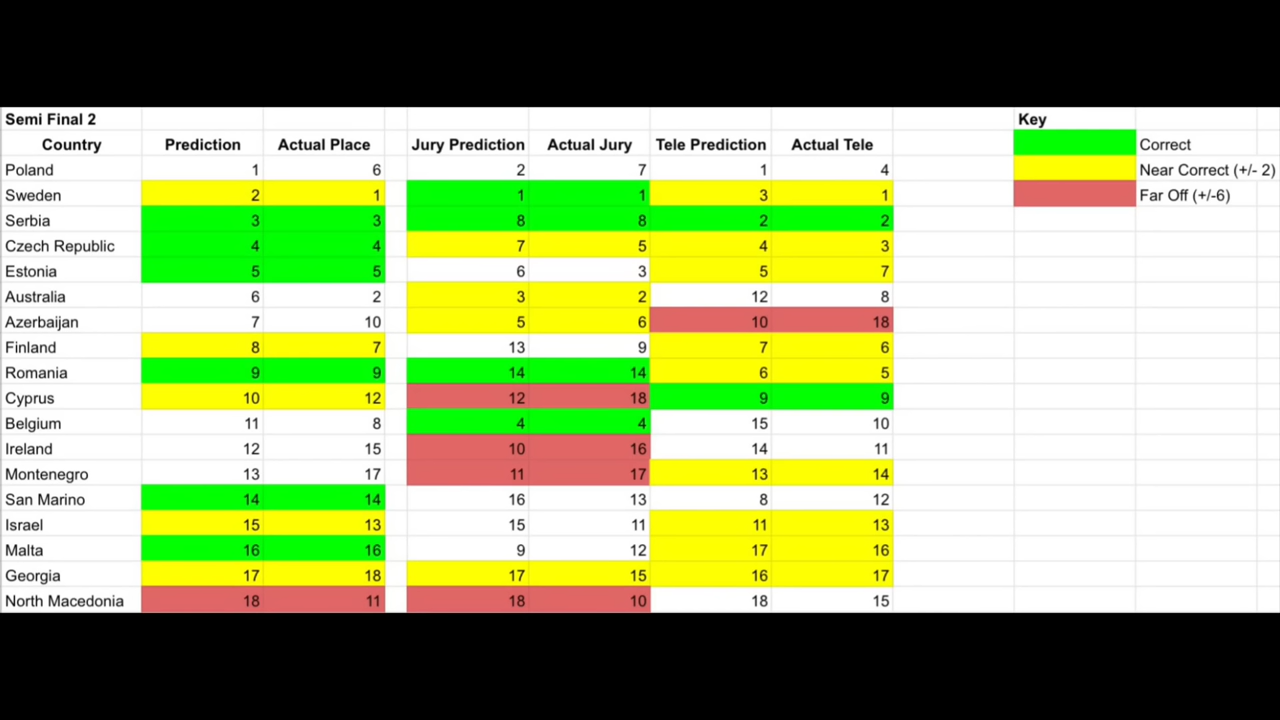 Semi Final 2 Key
Country Prediction Actual Place Jury Prediction Actual Jury Tele Prediction Actual Tele Correct
Poland 1 6 2 7 1 4 Near Correct (+/- 2)
Sweden 2 1 1 1 3 1 Far Off (+/-6)
Serbia 3 3 8 8 2 2
Czech Republic 4 4 7 5 4 3
Estonia 5 5 6 3 5 7
Australia 6 2 3 2 12 8
Azerbaijan 7 10 5 6 10 18
Finland 8 7 13 9 7 6
Romania 9 9 14 14 6 5
Cyprus 10 12 12 18 9 9
Belgium 11 8 4 4 15 10
Ireland 12 15 10 16 14 11
Montenegro 13 17 11 17 13 14
San Marino 14 14 16 13 8 12
Israel 15 13 15 11 11 13
Malta 16 16 9 12 17 16
Georgia 17 18 17 15 16 17
North Macedonia 18 11 18 10 18 15